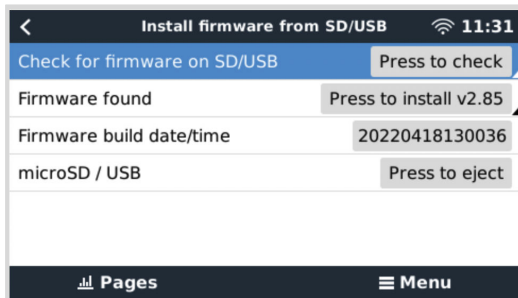 Install firmware from SD/USB 11:31
Check for firmware on SD/USB Press to check
Firmware found Press to install v2.85
Firmware build date/time 20220418130036
microSD / USB Press to eject
Pages Menu